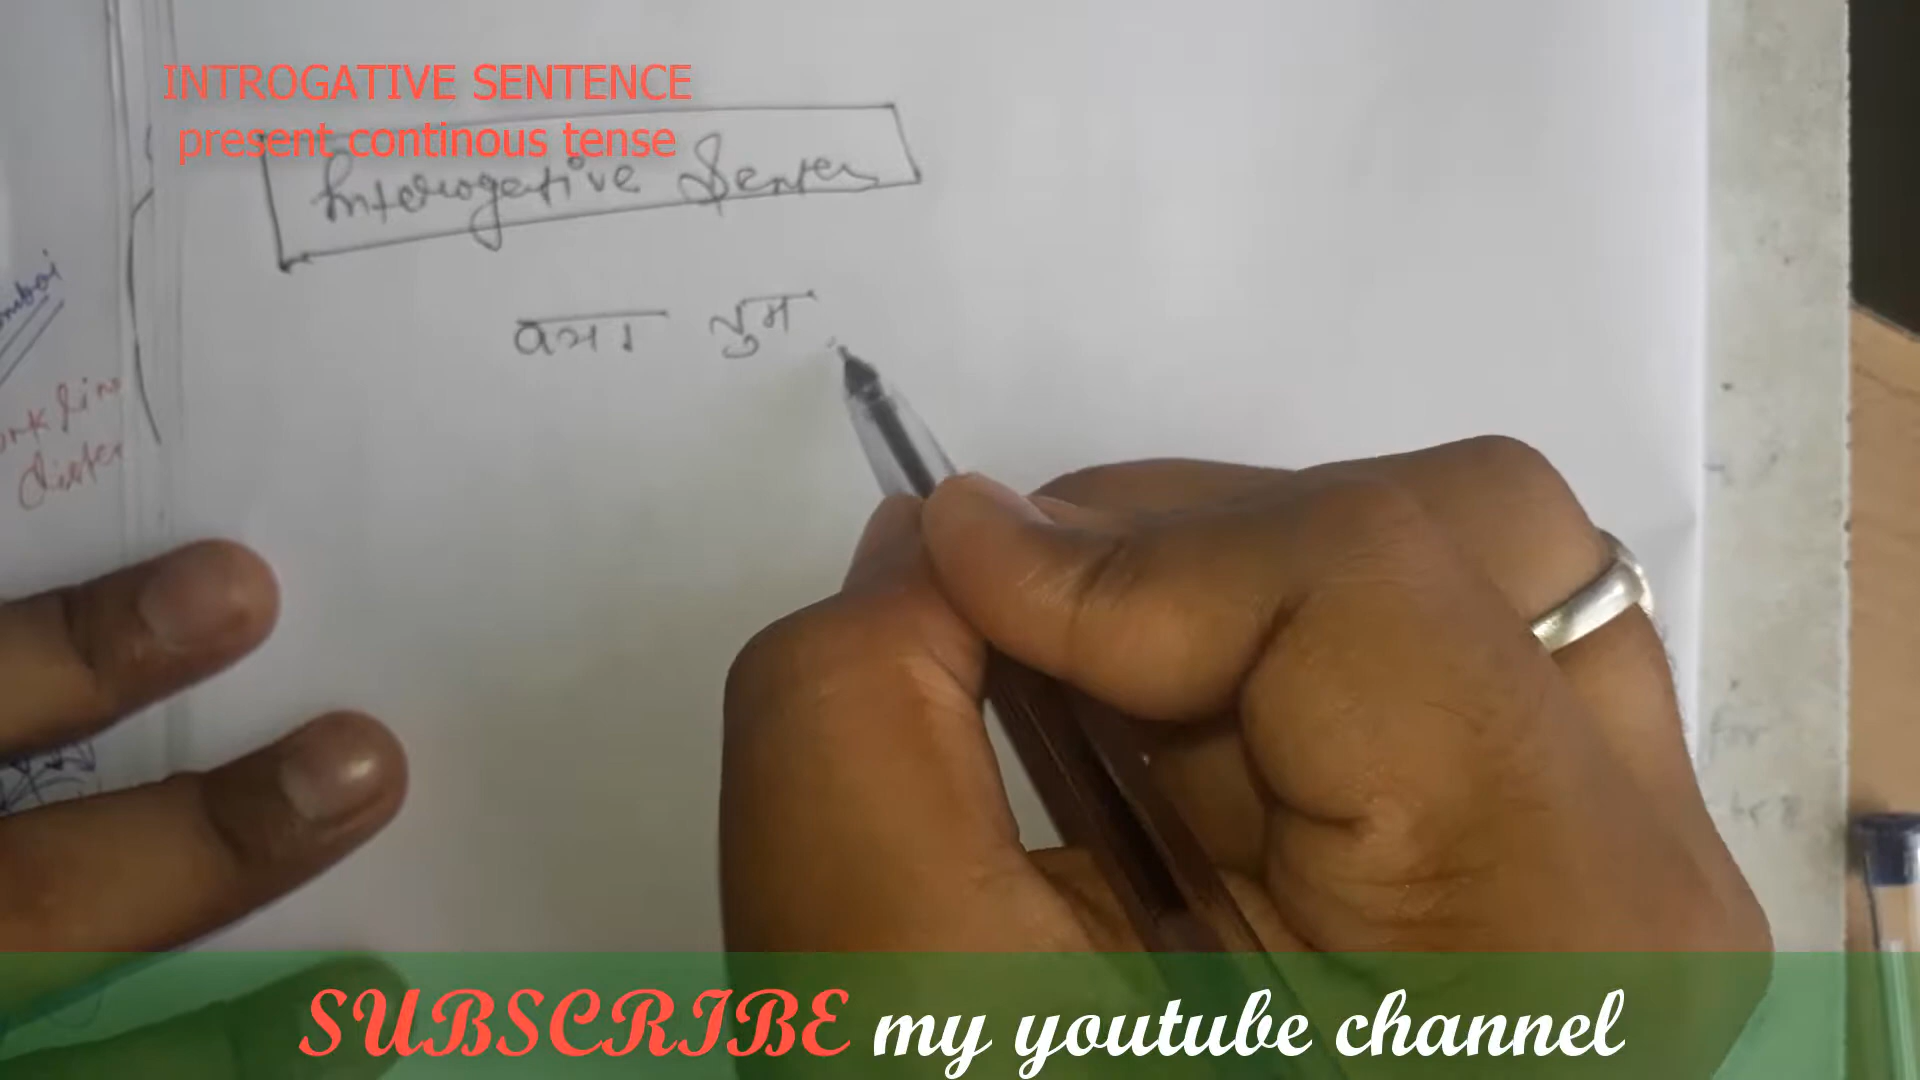 INTROGATIVE SENTENCE
present continous tense
Interogative Senten
क्या तुम
SUBSCRIBE my youtube channel